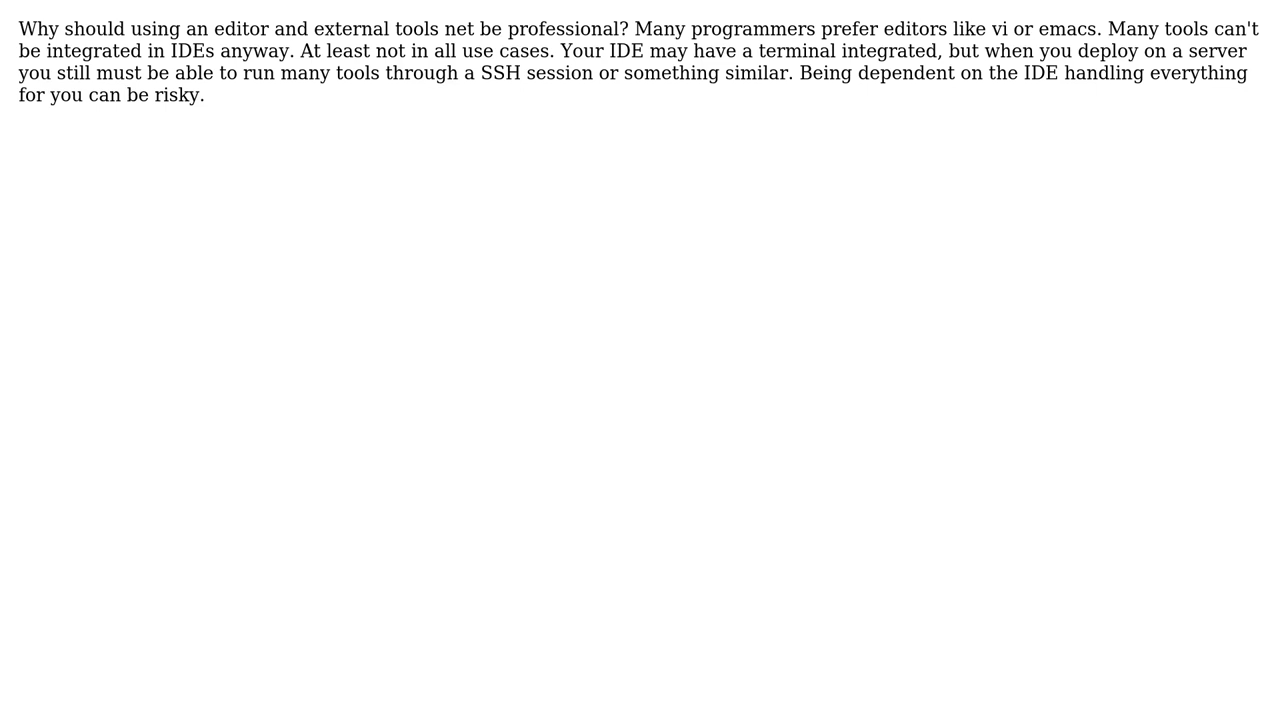 Why should using an editor and external tools net be professional? Many programmers prefer editors like vi or emacs. Many tools can't
be integrated in IDEs anyway. At least not in all use cases. Your IDE may have a terminal integrated, but when you deploy on a server
you still must be able to run many tools through a SSH session or something similar. Being dependent on the IDE handling everything
for you can be risky.